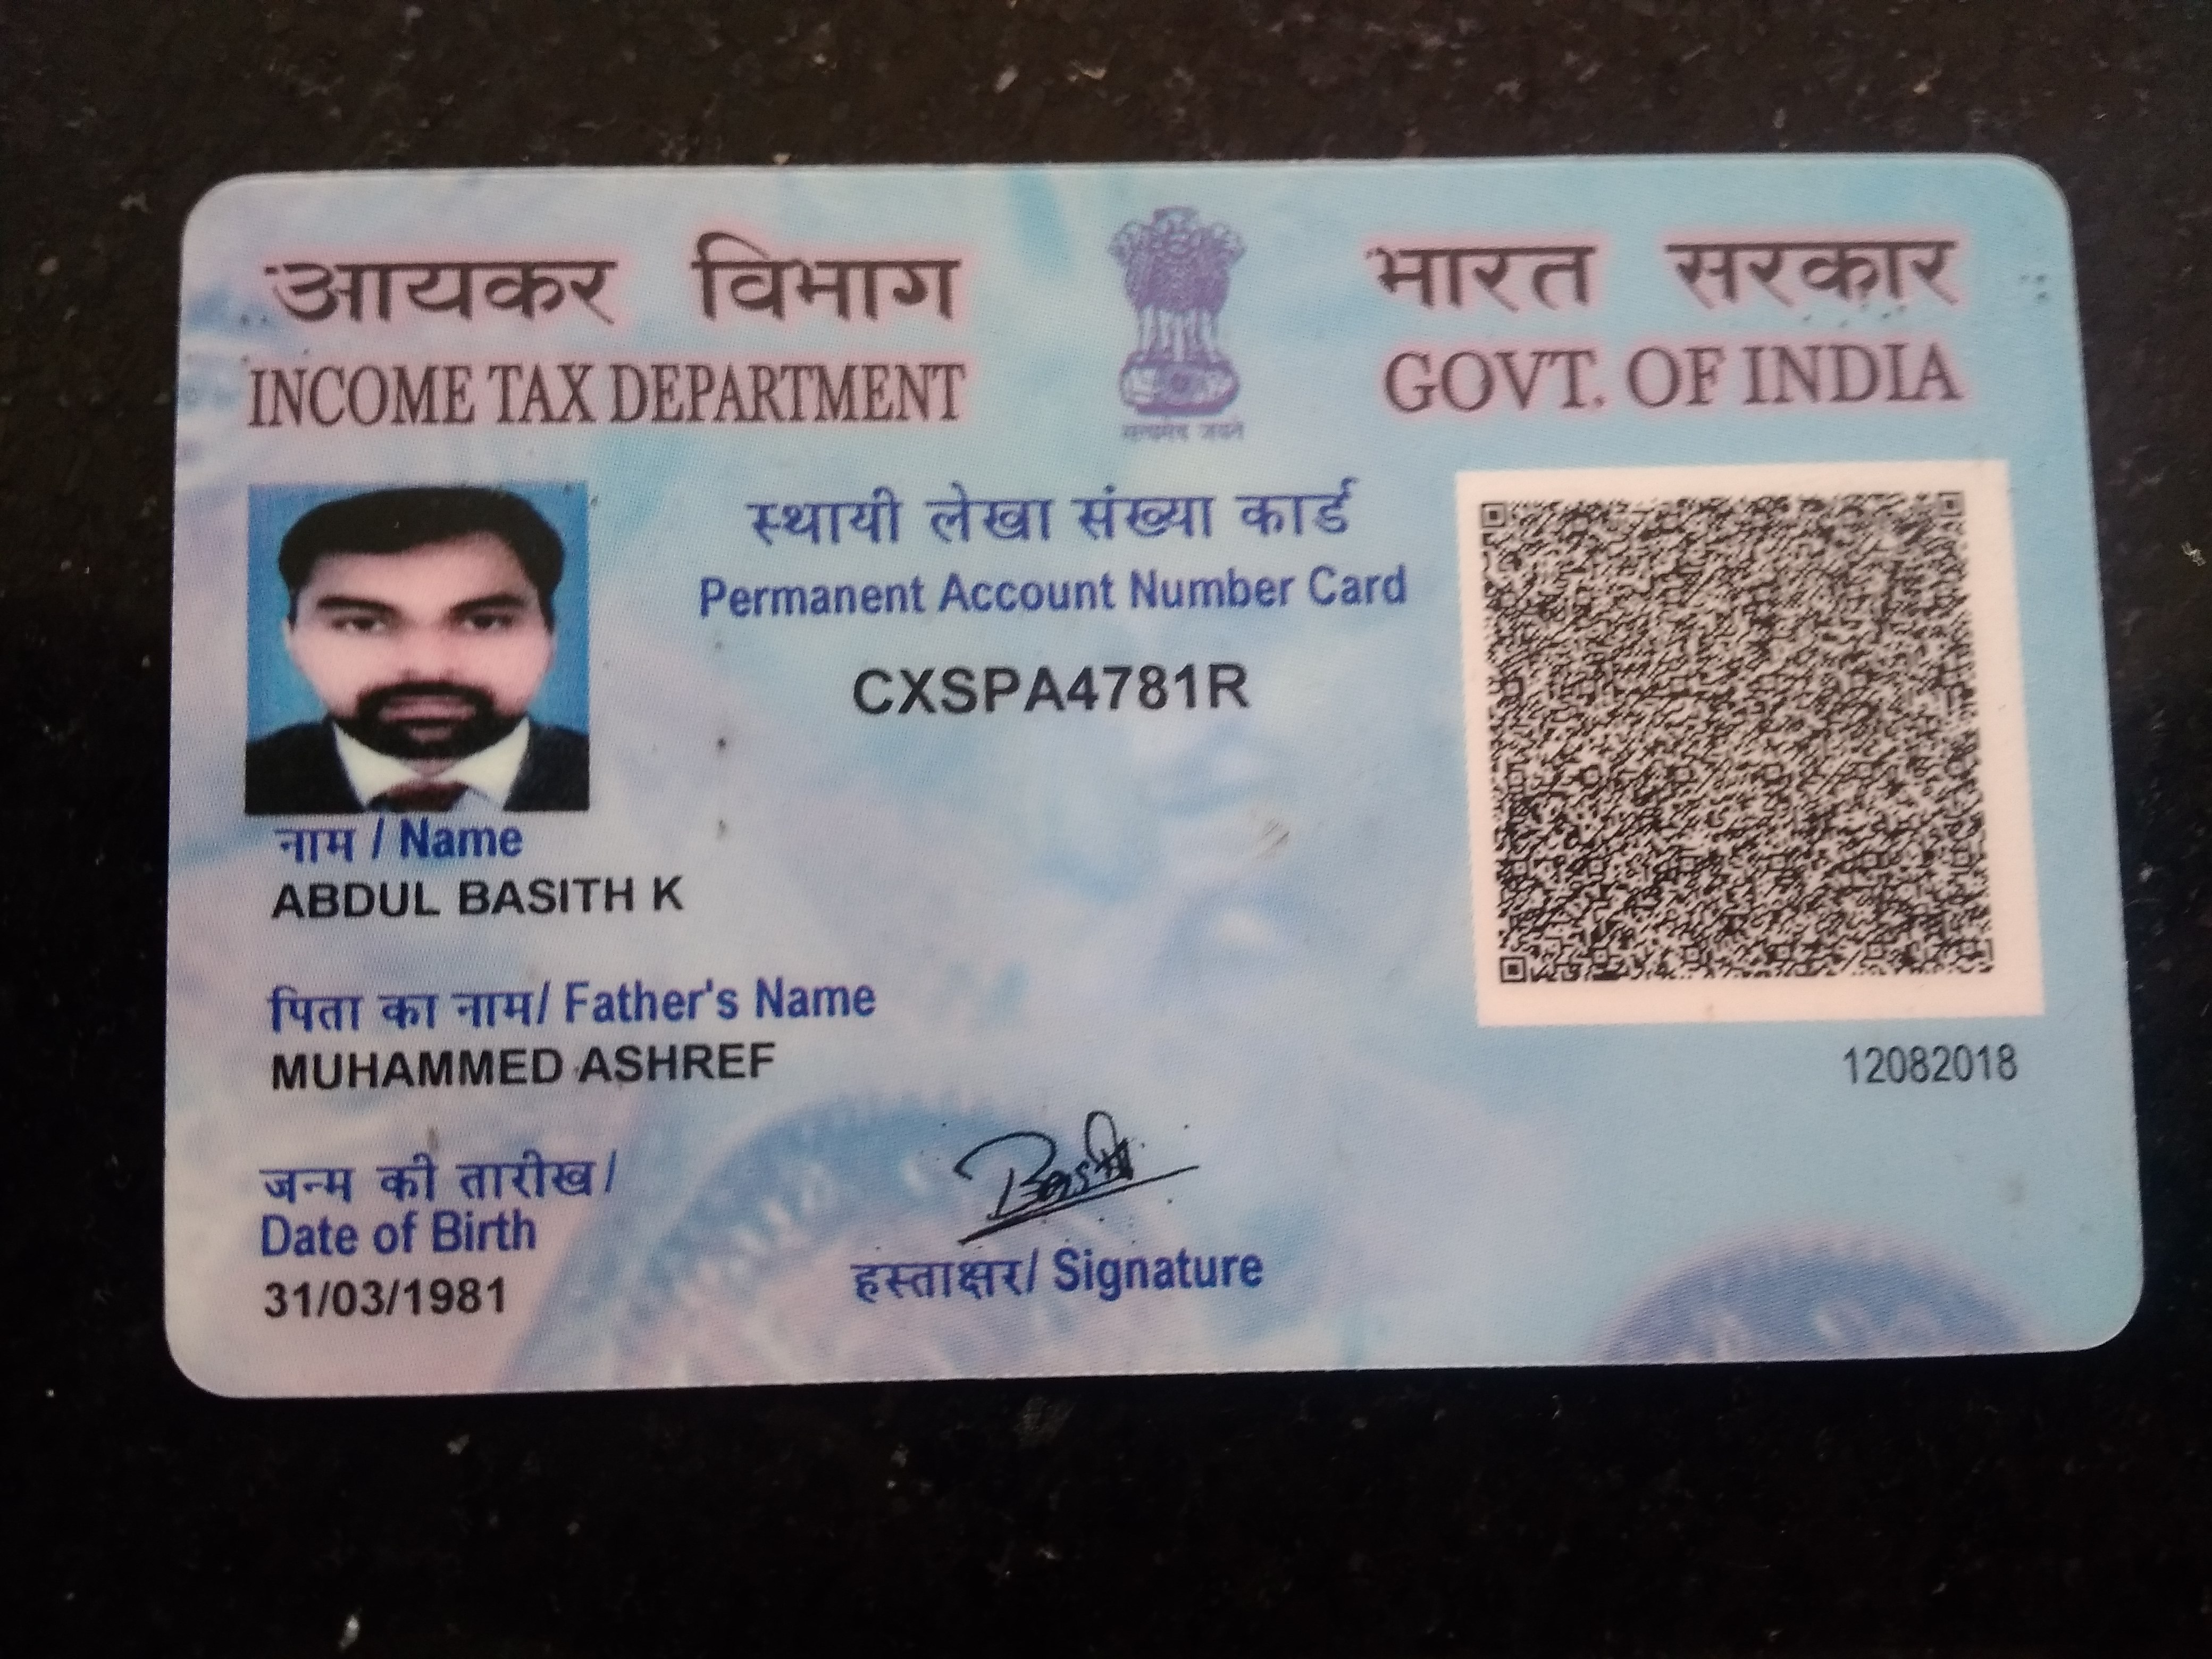 आयकर विभाग
INCOME TAX DEPARTMENT
सत्यमेव जयते
भारत सरकार
GOVT. OF INDIA
स्थायी लेखा संख्या कार्ड
Permanent Account Number Card
CXSPA4781R
नाम / Name
ABDUL BASITH K
पिता का नाम/ Father's Name
MUHAMMED ASHREF
12082018
जन्म की तारीख/
Date of Birth
31/03/1981
Basith
हस्ताक्षर/ Signature